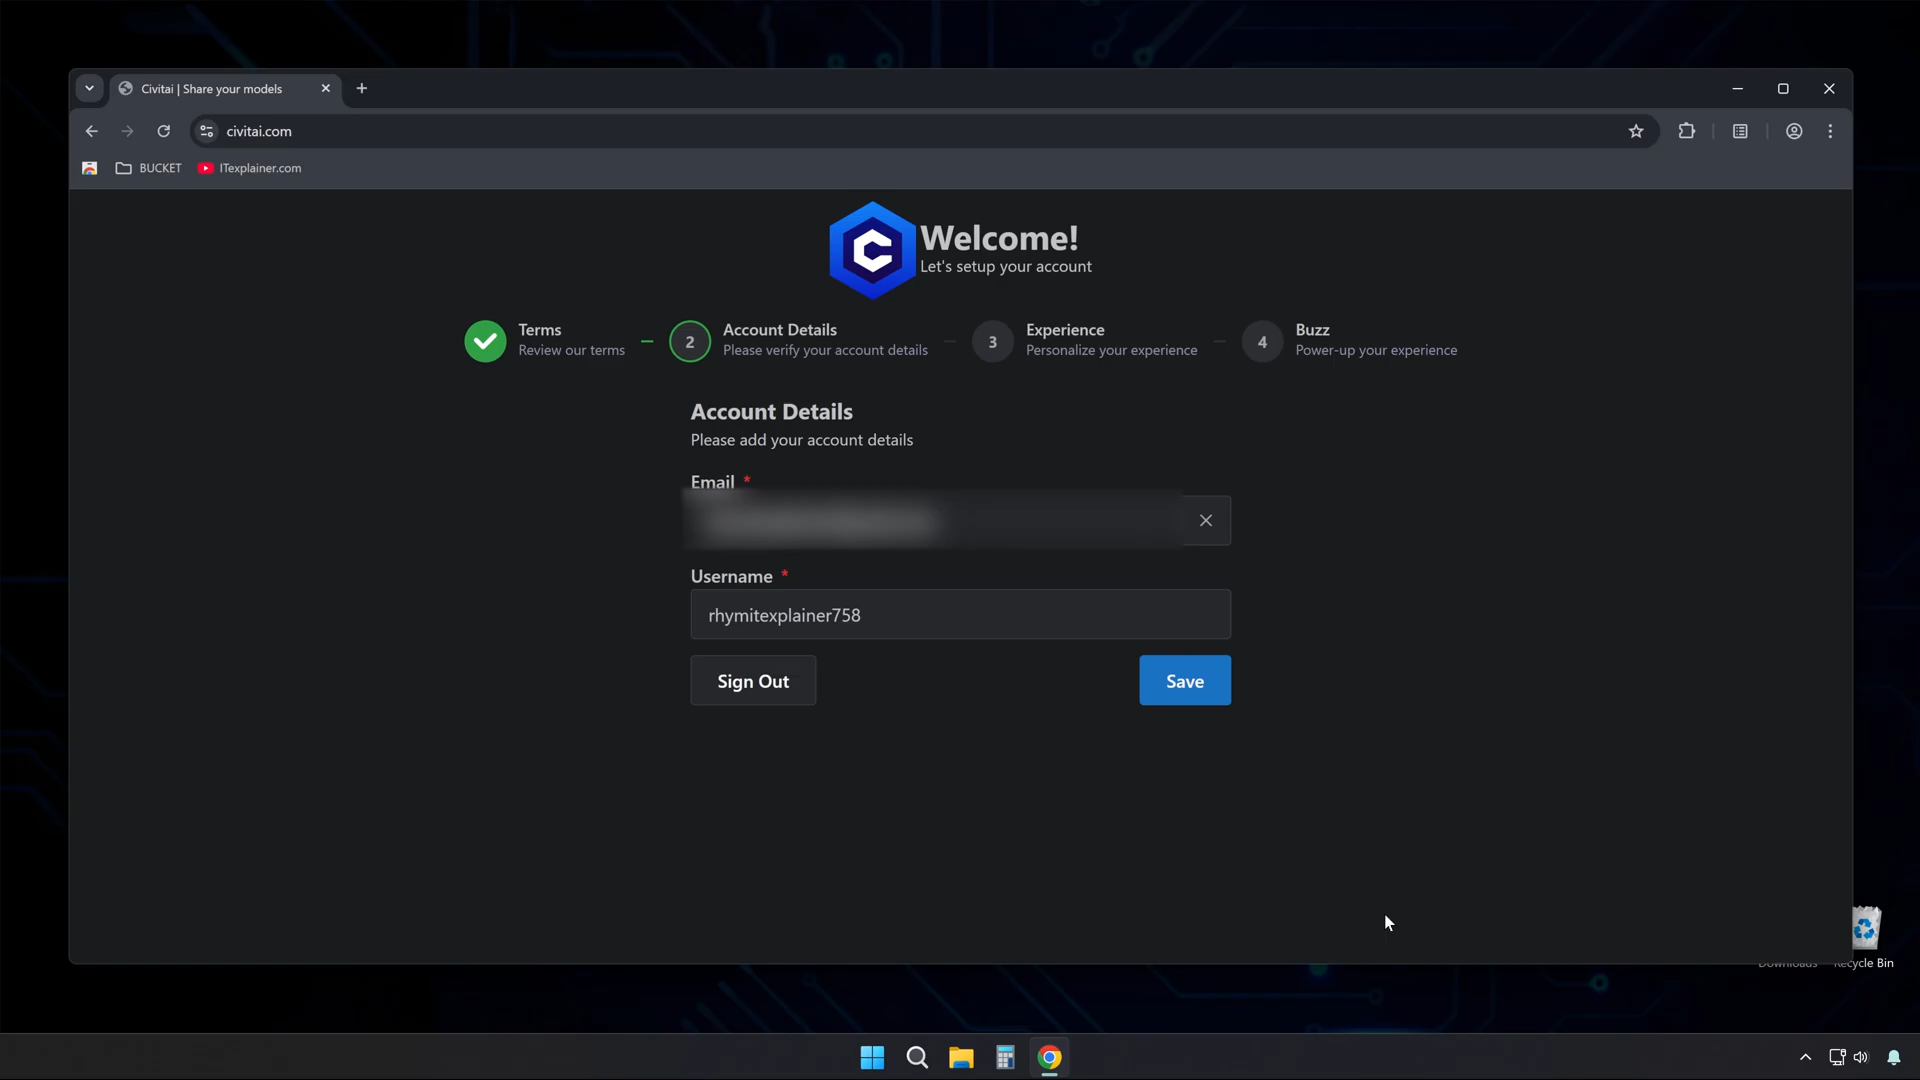 Civitai | Share your models
civitai.com
BUCKET
ITexplainer.com
Welcome!
Let's setup your account
Terms
Review our terms
2
Account Details
Please verify your account details
3
Experience
Personalize your experience
4
Buzz
Power-up your experience
Account Details
Please add your account details
Email *
Username *
rhymitexplainer758
Sign Out
Save
Downloads
Recycle Bin